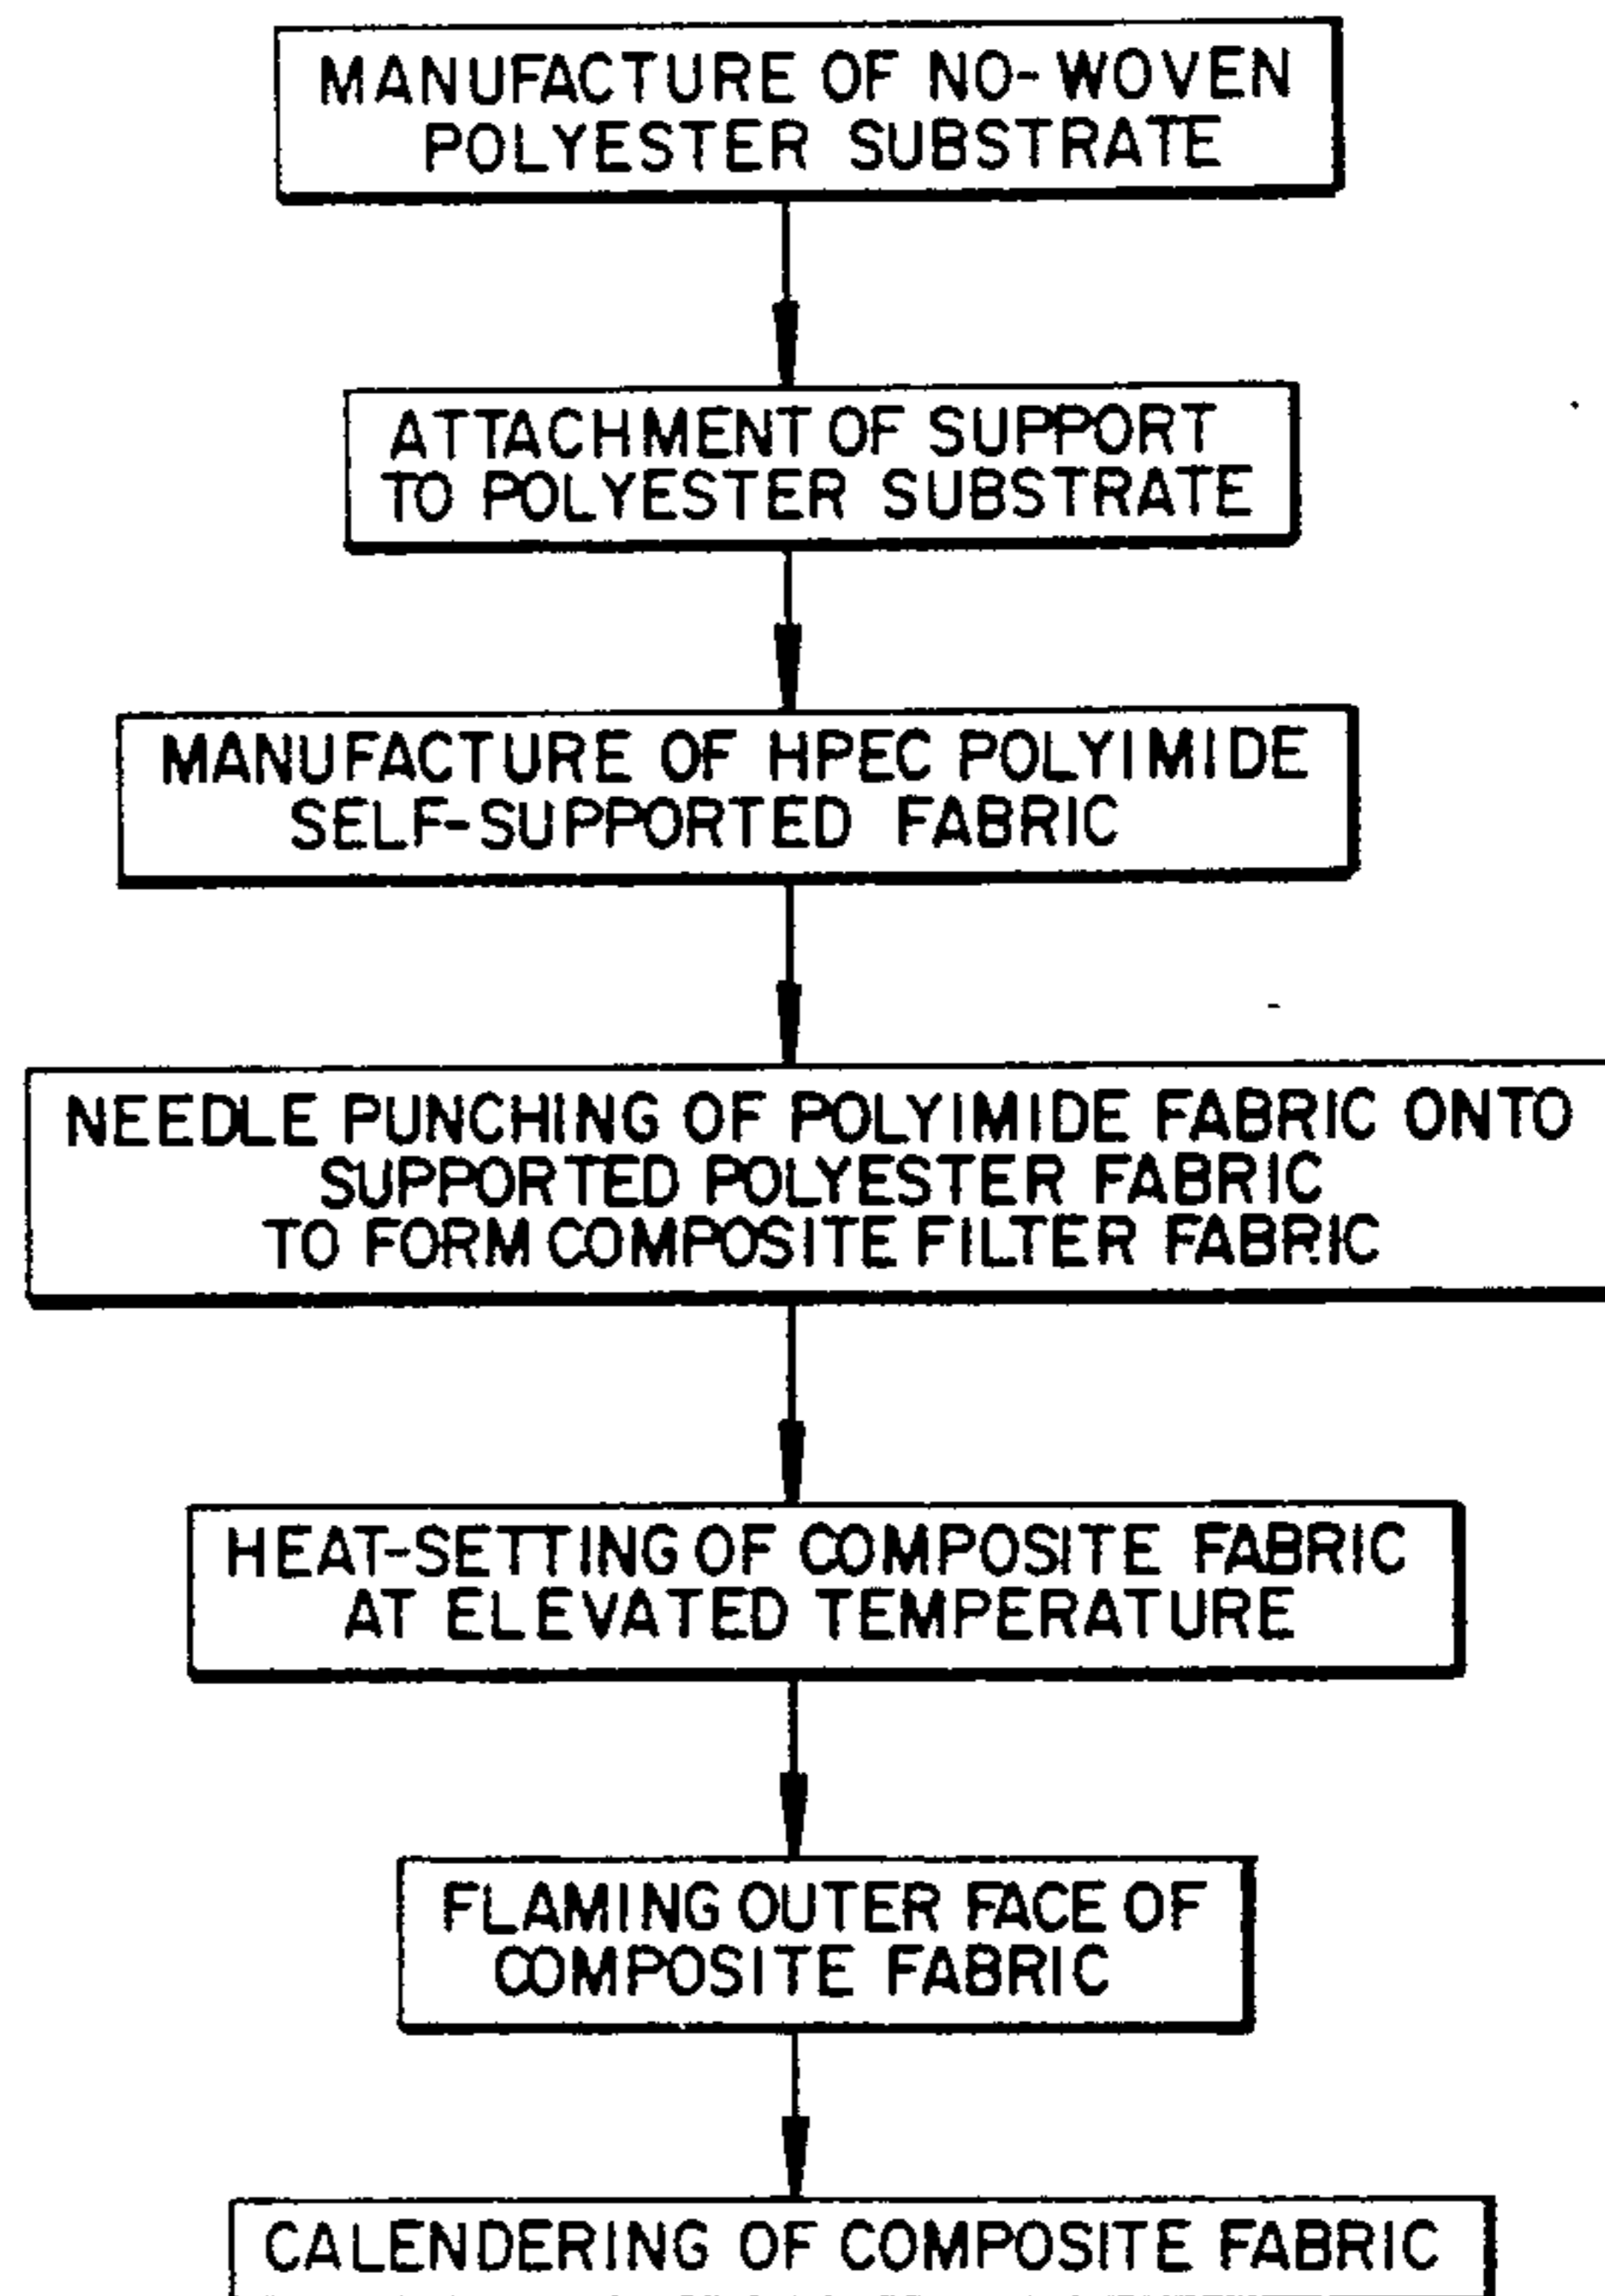 MANUFACTURE OF NO-WOVEN
POLYESTER SUBSTRATE
ATTACHMENT OF SUPPORT
TO POLYESTER SUBSTRATE
MANUFACTURE OF HPEC POLYIMIDE
SELF-SUPPORTED FABRIC
NEEDLE PUNCHING OF POLYIMIDE FABRIC ONTO
SUPPORTED POLYESTER FABRIC
TO FORM COMPOSITE FILTER FABRIC
HEAT-SETTING OF COMPOSITE FABRIC
AT ELEVATED TEMPERATURE
FLAMING OUTER FACE OF
COMPOSITE FABRIC
CALENDERING OF COMPOSITE FABRIC